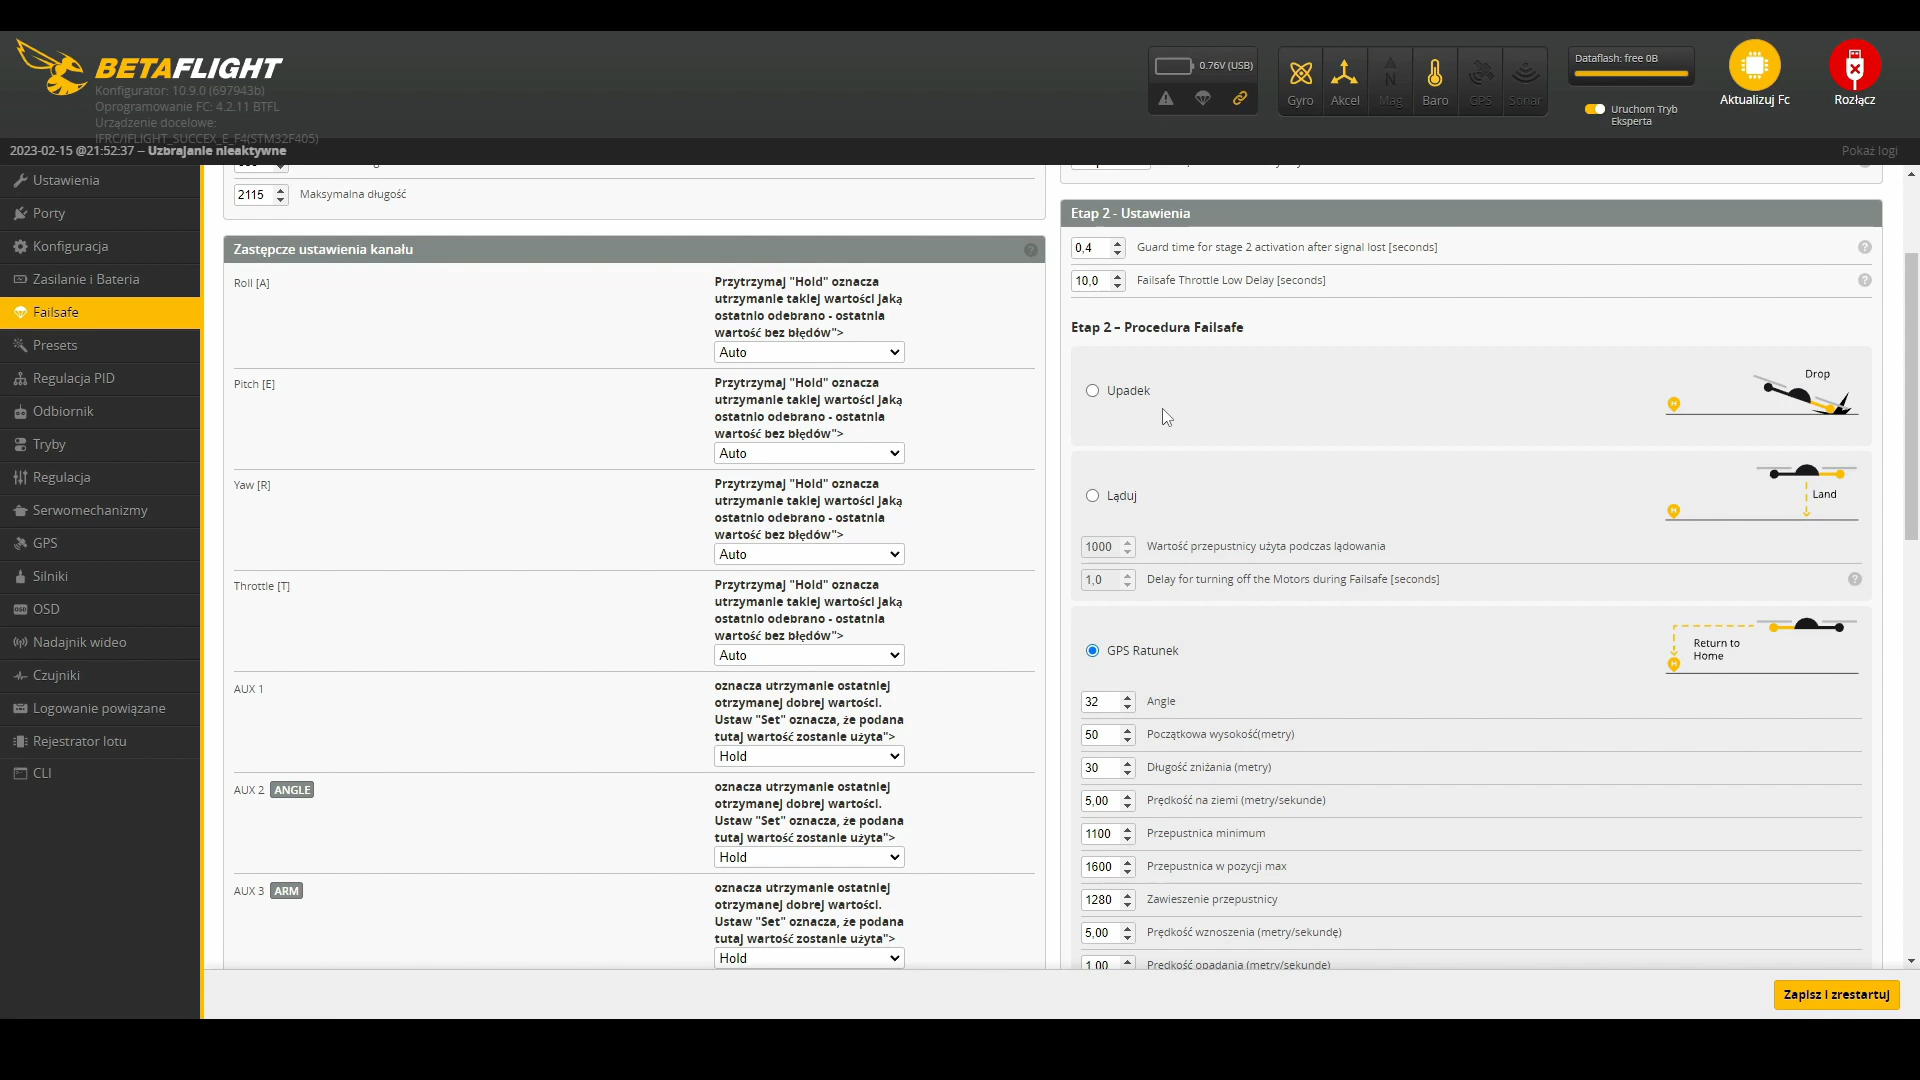 BETAFLIGHT
Konfigurator: 10.9.0 (697943b)
Oprogramowanie FC: 4.2.11 BTFL
Urządzenie docelowe:
IFRC/IFLIGHT_SUCCEX_E_F4(STM32F405)
0.76V (USB)
Gyro
Akcel
Mag
Baro
GPS
Sonar
Dataflash: free 0B
Uruchom Tryb
Eksperta
Aktualizuj Fc
Rozłącz
2023-02-15 @21:52:37 -- Uzbrajanie nieaktywne
Pokaż logi
Ustawienia
Porty
Konfiguracja
Zasilanie i Bateria
Failsafe
Presets
Regulacja PID
Odbiornik
Tryby
Regulacja
Serwomechanizmy
GPS
Silniki
OSD
Nadajnik wideo
Czujniki
Logowanie powiązane
Rejestrator lotu
CLI
2115 Maksymalna długość
Zastępcze ustawienia kanału
Roll [A]
Przytrzymaj "Hold" oznacza
utrzymanie takiej wartości jaką
ostatnio odebrano - ostatnia
wartość bez błędów">
Auto
Pitch [E]
Przytrzymaj "Hold" oznacza
utrzymanie takiej wartości jaką
ostatnio odebrano - ostatnia
wartość bez błędów">
Auto
Yaw [R]
Przytrzymaj "Hold" oznacza
utrzymanie takiej wartości jaką
ostatnio odebrano - ostatnia
wartość bez błędów">
Auto
Throttle [T]
Przytrzymaj "Hold" oznacza
utrzymanie takiej wartości jaką
ostatnio odebrano - ostatnia
wartość bez błędów">
Auto
AUX 1
oznacza utrzymanie ostatniej
otrzymanej dobrej wartości.
Ustaw "Set" oznacza, że podana
tutaj wartość zostanie użyta">
Hold
AUX 2 ANGLE
oznacza utrzymanie ostatniej
otrzymanej dobrej wartości.
Ustaw "Set" oznacza, że podana
tutaj wartość zostanie użyta">
Hold
AUX 3 ARM
oznacza utrzymanie ostatniej
otrzymanej dobrej wartości.
Ustaw "Set" oznacza, że podana
tutaj wartość zostanie użyta">
Hold
Etap 2 - Ustawienia
0,4 Guard time for stage 2 activation after signal lost [seconds]
10,0 Failsafe Throttle Low Delay [seconds]
Etap 2 – Procedura Failsafe
Upadek
Drop
H
Ląduj
Land
H
1000 Wartość przepustnicy użyta podczas lądowania
1,0 Delay for turning off the Motors during Failsafe [seconds]
GPS Ratunek
Return to
Home
H
32 Angle
50 Początkowa wysokość(metry)
30 Długość zniżania (metry)
5,00 Prędkość na ziemi (metry/sekunde)
1100 Przepustnica minimum
1600 Przepustnica w pozycji max
1280 Zawieszenie przepustnicy
5,00 Prędkość wznoszenia (metry/sekundę)
1,00 Prędkość opadania (metry/sekunde)
Zapisz i zrestartuj